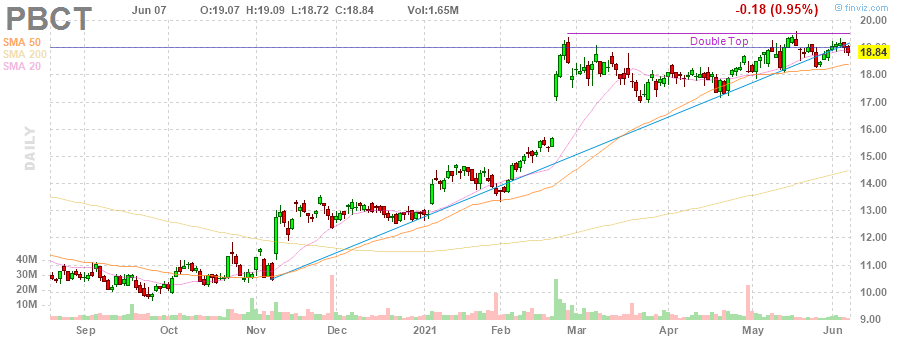 PBCT Jun 07 O:19.07 H:19.09 L:18.72 C:18.84 Vol:1.65M -0.18 (0.95%) © finviz.com
SMA 50
SMA 200
SMA 20
Double Top
20.00
18.84
18.00
17.00
16.00
15.00
14.00
13.00
12.00
11.00
10.00
9.00
DAILY
40M
30M
20M
10M
Sep Oct Nov Dec 2021 Feb Mar Apr May Jun